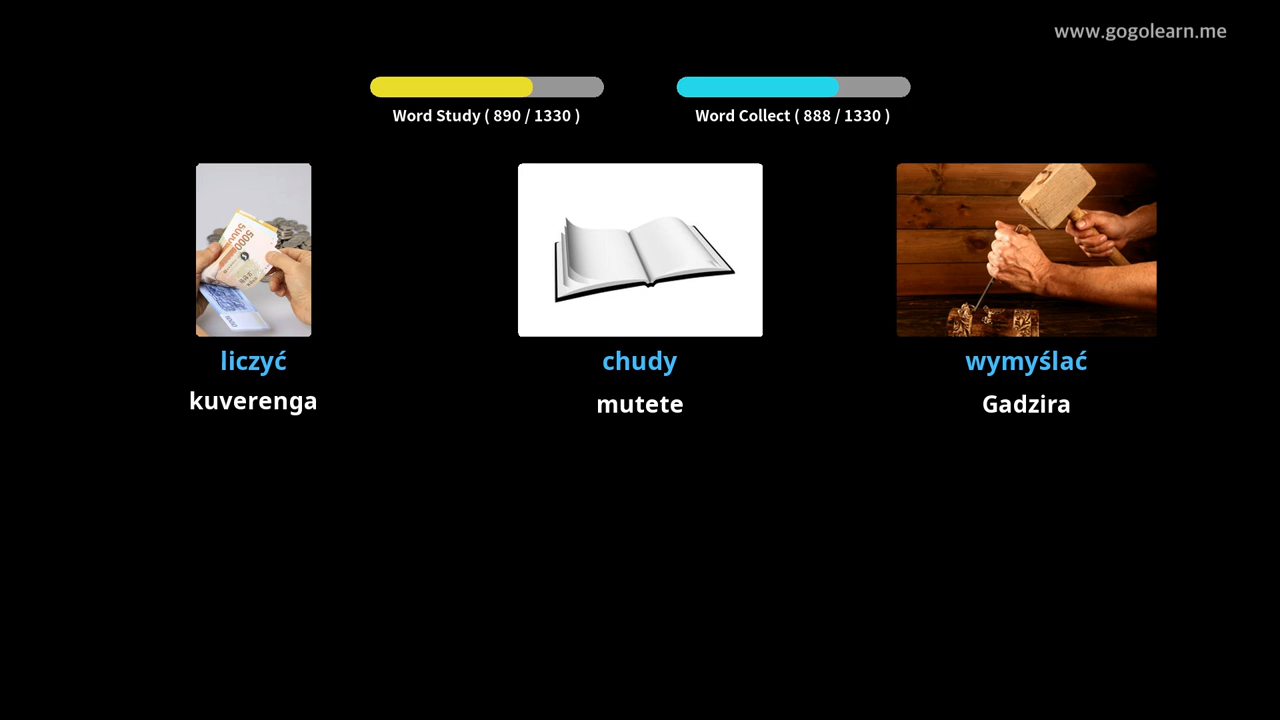 www.gogolearn.me
Word Study ( 890 / 1330 )
Word Collect ( 888 / 1330 )
liczyć
chudy
wymyślać
kuverenga
mutete
Gadzira